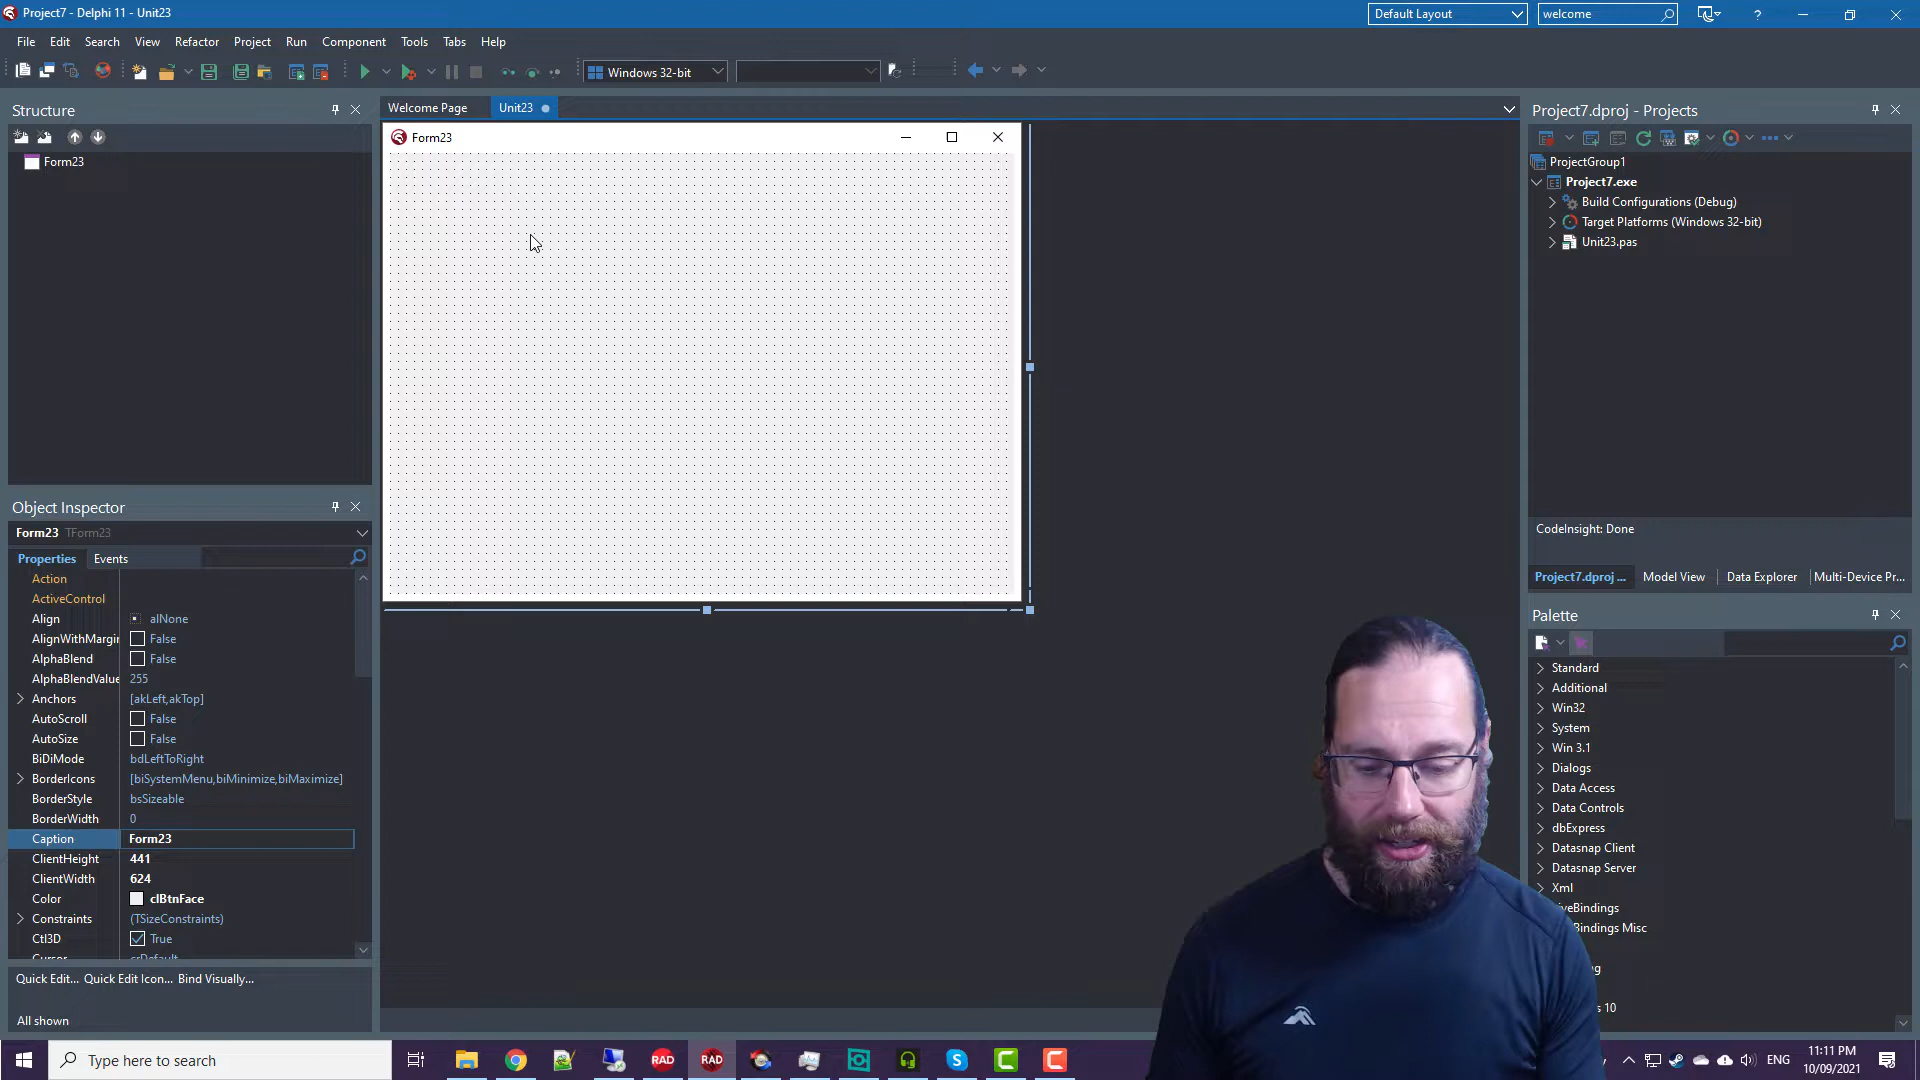 Project7 - Delphi 11 - Unit23
Default Layout
welcome
?
File Edit Search View Refactor Project Run Component Tools Tabs Help
Windows 32-bit
Structure
Form23
Object Inspector
Form23 TForm23
Properties Events
Action
ActiveControl
Align alNone
AlignWithMargin False
AlphaBlend False
AlphaBlendValue 255
Anchors [akLeft,akTop]
AutoScroll False
AutoSize False
BiDiMode bdLeftToRight
BorderIcons [biSystemMenu,biMinimize,biMaximize]
BorderStyle bsSizeable
BorderWidth 0
Caption Form23
ClientHeight 441
ClientWidth 624
Color clBtnFace
Constraints (TSizeConstraints)
Ctl3D True
Quick Edit... Quick Edit Icon... Bind Visually...
All shown
Welcome Page Unit23
Form23
Project7.dproj - Projects
ProjectGroup1
Project7.exe
Build Configurations (Debug)
Target Platforms (Windows 32-bit)
Unit23.pas
CodeInsight: Done
Project7.dproj ... Model View Data Explorer Multi-Device Pr...
Palette
Standard
Additional
Win32
System
Win 3.1
Dialogs
Data Access
Data Controls
dbExpress
Datasnap Client
Datasnap Server
Xml
iveBindings
Bindings Misc
Type here to search
RAD
RAD
ENG
11:11 PM
10/09/2021